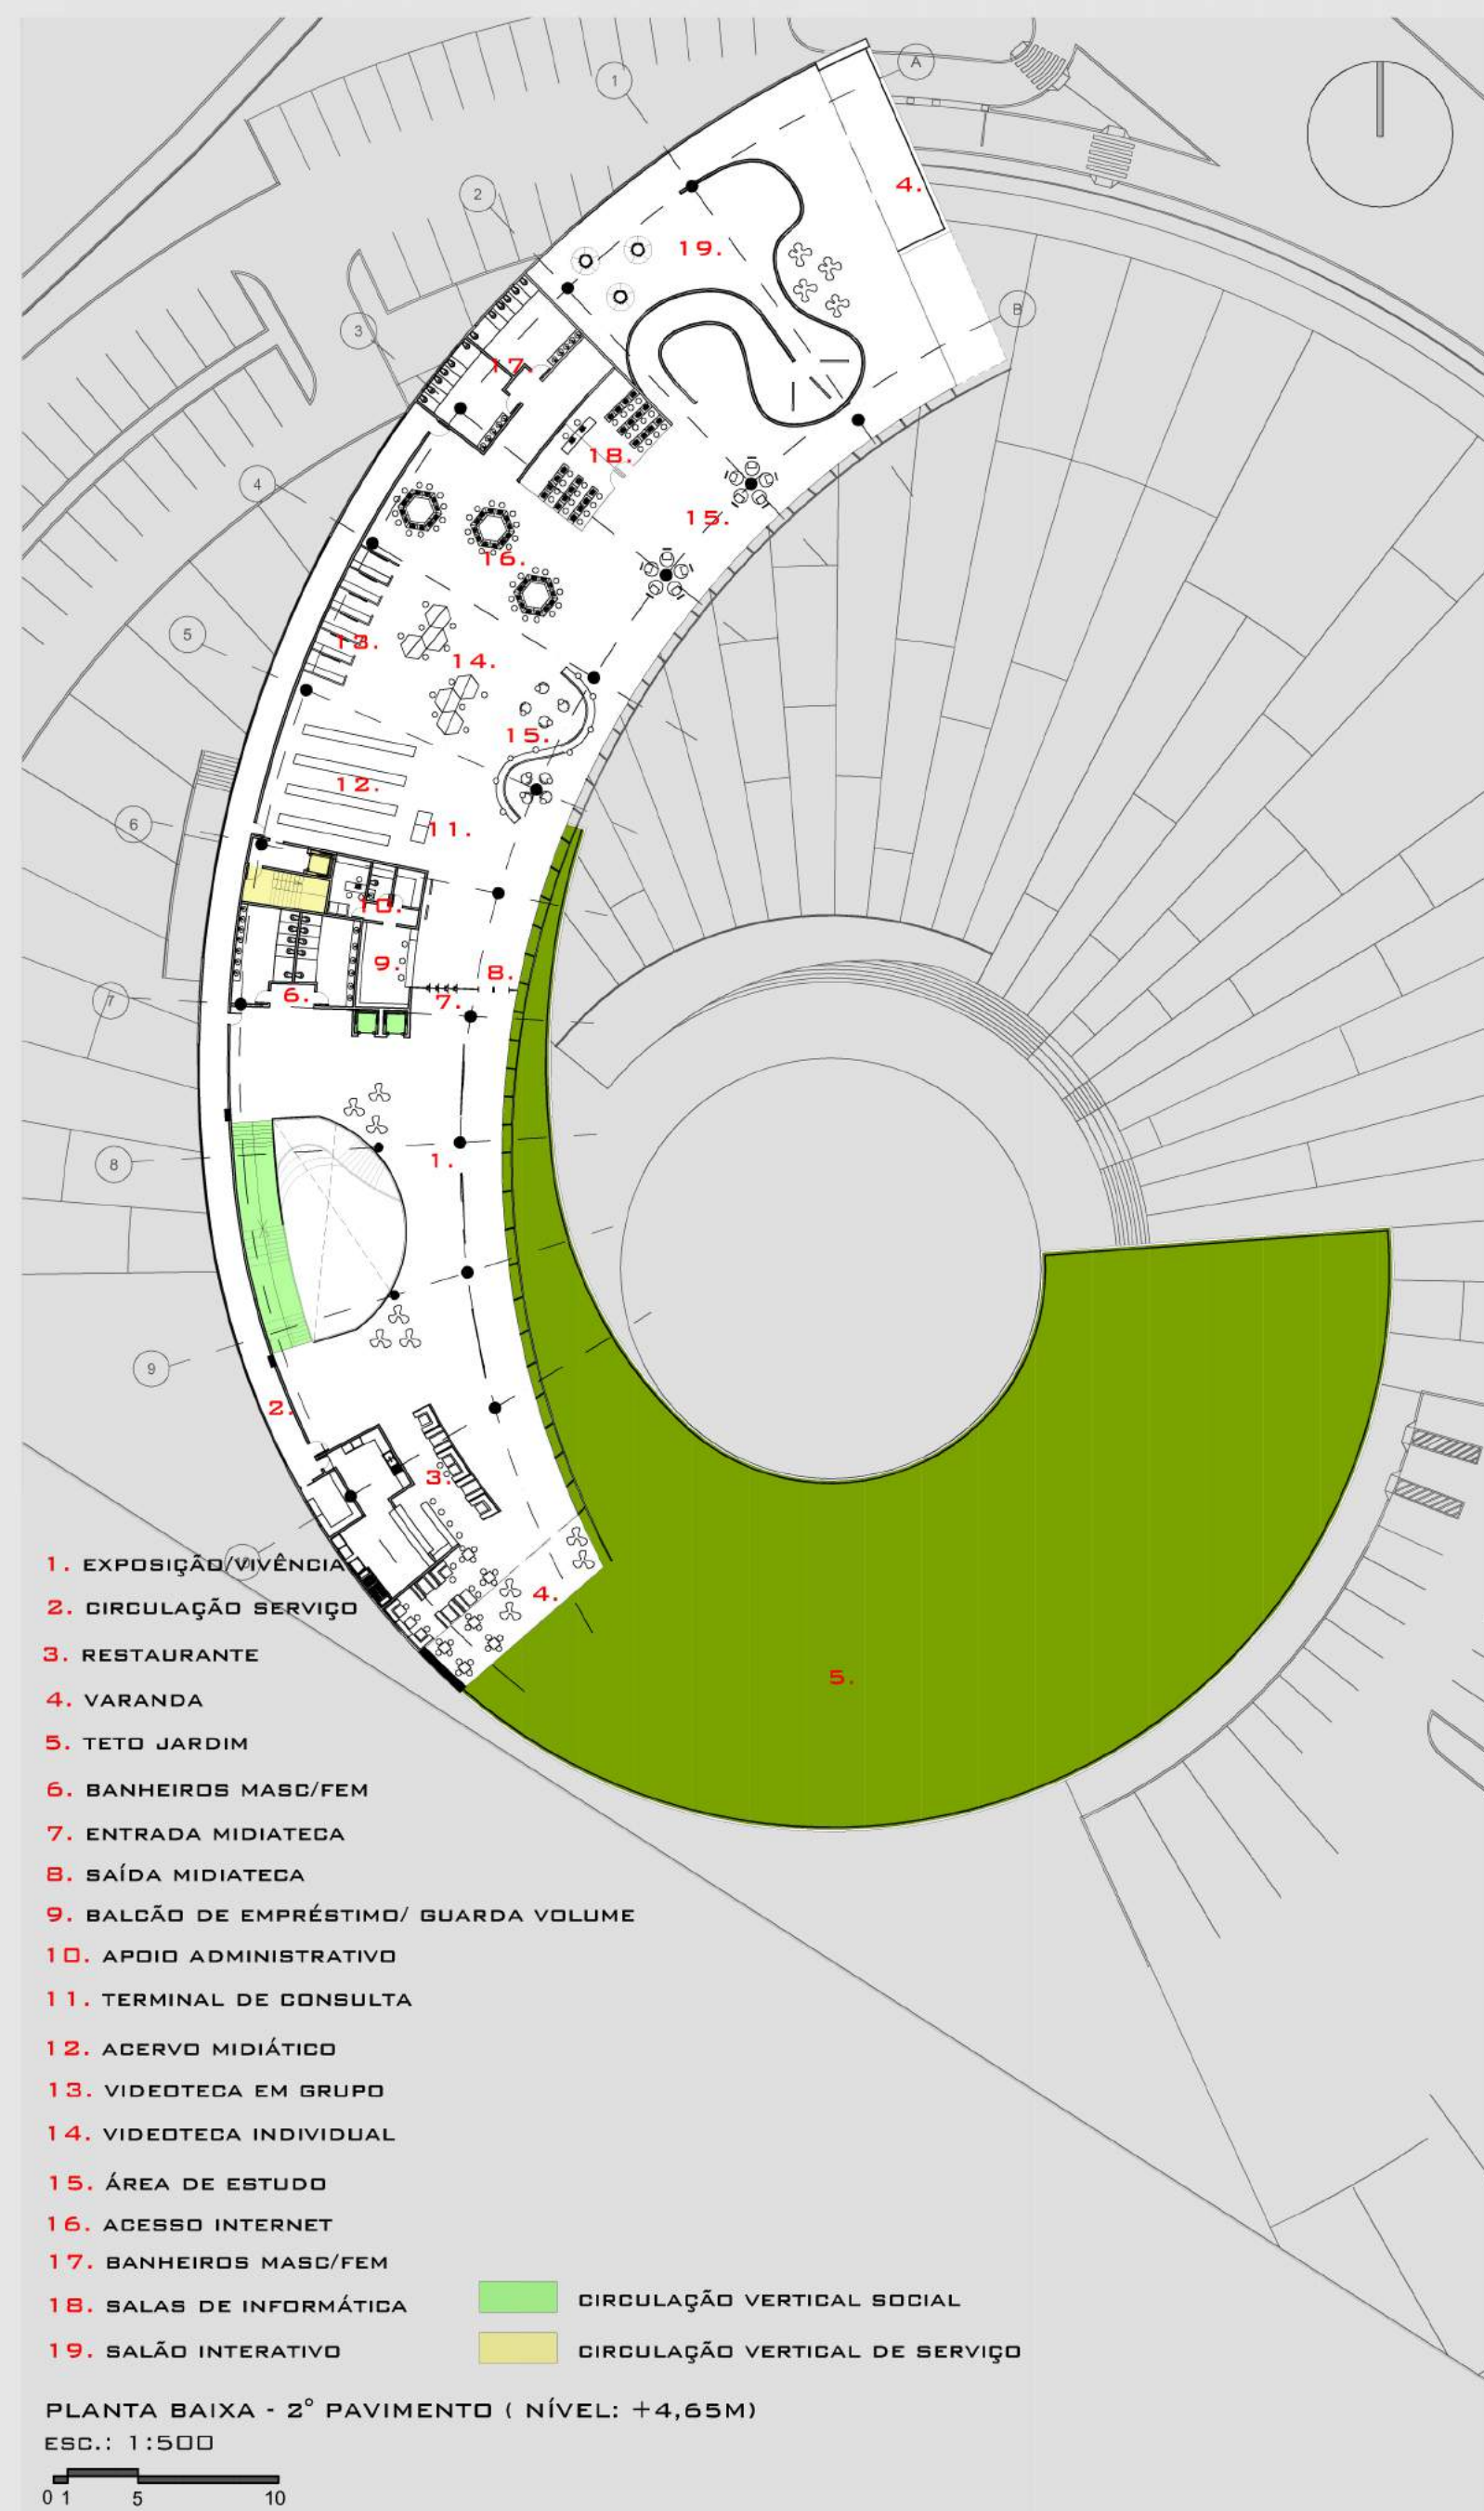 1
A
2
4.
19.
B
3
17.
18.
4
15.
16.
5
13.
14.
15.
12.
6
11.
10.
9.
8.
6.
7.
7
1.
8
9
2.
3.
10
4.
5.
1. EXPOSIÇÃO/VIVÊNCIA
2. CIRCULAÇÃO SERVIÇO
3. RESTAURANTE
4. VARANDA
5. TETO JARDIM
6. BANHEIROS MASC/FEM
7. ENTRADA MIDIATECA
8. SAÍDA MIDIATECA
9. BALCÃO DE EMPRÉSTIMO/ GUARDA VOLUME
10. APOIO ADMINISTRATIVO
11. TERMINAL DE CONSULTA
12. ACERVO MIDIÁTICO
13. VIDEOTECA EM GRUPO
14. VIDEOTECA INDIVIDUAL
15. ÁREA DE ESTUDO
16. ACESSO INTERNET
17. BANHEIROS MASC/FEM
18. SALAS DE INFORMÁTICA
19. SALÃO INTERATIVO
CIRCULAÇÃO VERTICAL SOCIAL
CIRCULAÇÃO VERTICAL DE SERVIÇO
PLANTA BAIXA - 2° PAVIMENTO ( NÍVEL: +4,65M)
ESC.: 1:500
0 1 5 10